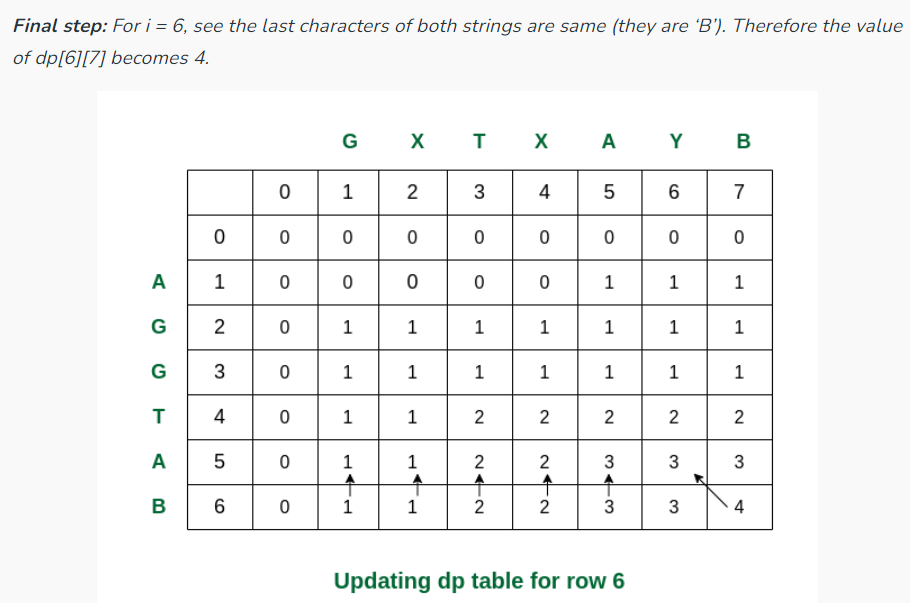 Final step: For i = 6, see the last characters of both strings are same (they are ‘B’). Therefore the value
of dp[6][7] becomes 4.
G X T X A Y B
0 1 2 3 4 5 6 7
0 0 0 0 0 0 0 0 0
A 1 0 0 0 0 0 1 1 1
G 2 0 1 1 1 1 1 1 1
G 3 0 1 1 1 1 1 1 1
T 4 0 1 1 2 2 2 2 2
A 5 0 1 1 2 2 3 3 3
B 6 0 1 1 2 2 3 3 4
Updating dp table for row 6